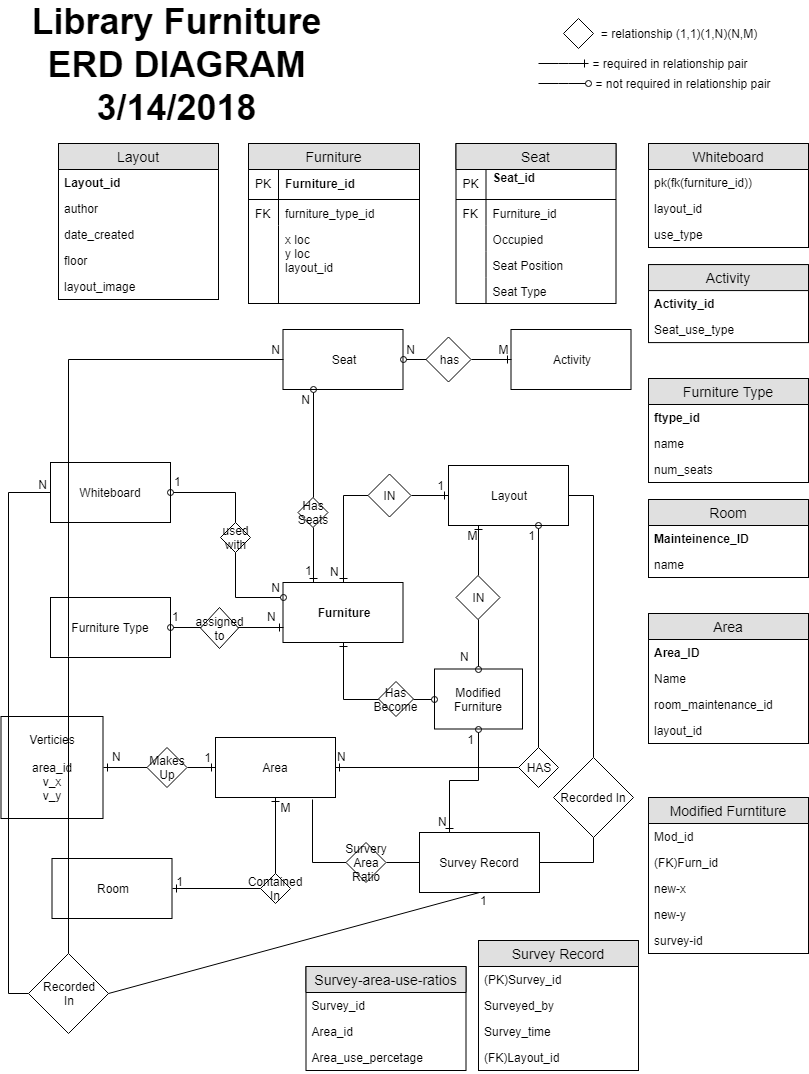 Library Furniture
ERD DIAGRAM
3/14/2018
= relationship (1,1)(1,N)(N,M)
= required in relationship pair
= not required in relationship pair
Layout
Layout_id
author
date_created
floor
layout_image
Furniture
PK Furniture_id
FK furniture_type_id
x loc
y loc
layout_id
Seat
PK Seat_id
FK Furniture_id
Occupied
Seat Position
Seat Type
Whiteboard
pk(fk(furniture_id))
layout_id
use_type
Activity
Activity_id
Seat_use_type
Furniture Type
ftype_id
name
num_seats
Room
Mainteinence_ID
name
Area
Area_ID
Name
room_maintenance_id
layout_id
Modified Furntiture
Mod_id
(FK)Furn_id
new-x
new-y
survey-id
N
Seat
N
has
M
Activity
N
N
Whiteboard
1
used
with
N
Has
Seats
1
N
IN
1
Layout
M
1
Furniture
Furniture Type
1
assigned
to
N
IN
N
Has
Become
Modified
Furniture
1
Verticies
area_id
v_x
v_y
N
Makes
Up
1
Area
N
M
HAS
Recorded In
N
Survery
Area
Ratio
Survey Record
1
Room
1
Contained
In
Recorded
In
Survey-area-use-ratios
Survey_id
Area_id
Area_use_percetage
Survey Record
(PK)Survey_id
Surveyed_by
Survey_time
(FK)Layout_id